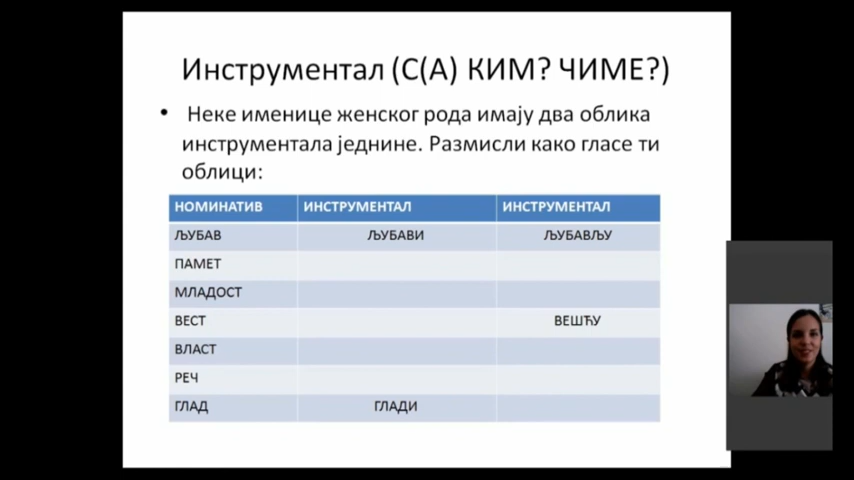 Инструментал (С(А) КИМ? ЧИМЕ?)
• Неке именице женског рода имају два облика
инструментала једнине. Размисли како гласе ти
облици:
НОМИНАТИВ ИНСТРУМЕНТАЛ ИНСТРУМЕНТАЛ
ЉУБАВ ЉУБАВИ ЉУБАВЉУ
ПАМЕТ
МЛАДОСТ
ВЕСТ ВЕШЋУ
ВЛАСТ
РЕЧ
ГЛАД ГЛАДИ